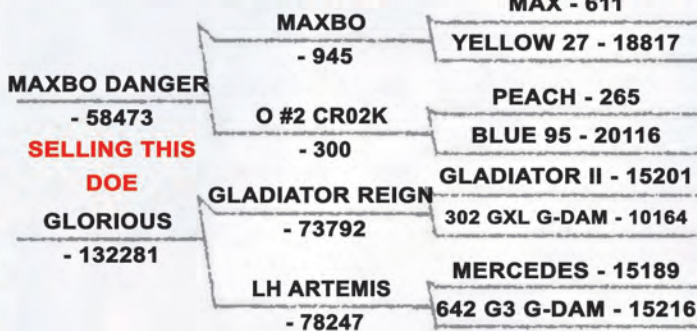 MAX - 611
MAXBO
- 945
YELLOW 27 - 18817
MAXBO DANGER
- 58473
O #2 CR02K
- 300
PEACH - 265
BLUE 95 - 20116
SELLING THIS
DOE
GLORIOUS
- 132281
GLADIATOR REIGN
- 73792
GLADIATOR II - 15201
302 GXL G-DAM - 10164
LH ARTEMIS
- 78247
MERCEDES - 15189
642 G3 G-DAM - 15216